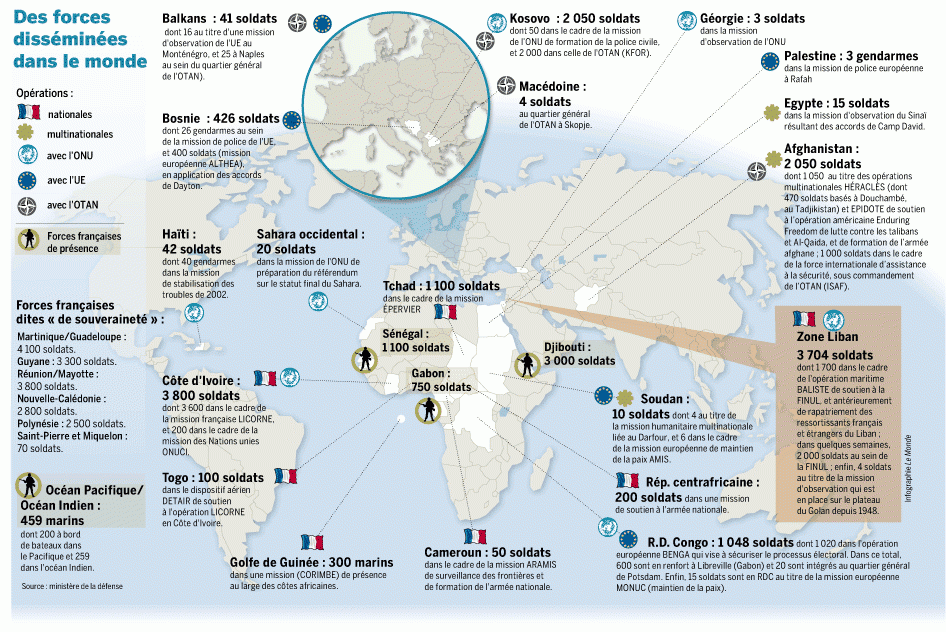 Des forces
disséminées
dans le monde
Opérations :
nationales
multinationales
avec l'ONU
avec l'UE
avec l'OTAN
Forces françaises
de présence
Forces françaises
dites « de souveraineté » :
Martinique/Guadeloupe :
4 100 soldats.
Guyane : 3 300 soldats.
Réunion/Mayotte :
3 800 soldats.
Nouvelle-Calédonie :
2 800 soldats.
Polynésie : 2 500 soldats.
Saint-Pierre et Miquelon :
70 soldats.
Océan Pacifique/
Océan Indien :
459 marins
dont 200 à bord
de bateaux dans
le Pacifique et 259
dans l'océan Indien.
Source : ministère de la défense
Balkans : 41 soldats
dont 16 au titre d'une mission
d'observation de l'UE au
Monténégro, et 25 à Naples
au sein du quartier général
de l'OTAN).
Bosnie : 426 soldats
dont 26 gendarmes au sein
de la mission de police de l'UE,
et 400 soldats (mission
européenne ALTHEA),
en application des accords
de Dayton.
Kosovo : 2 050 soldats
dont 50 dans le cadre de la mission
de l'ONU de formation de la police civile,
et 2 000 dans celle de l'OTAN (KFOR).
Macédoine :
4 soldats
au quartier général
de l'OTAN à Skopje.
Géorgie : 3 soldats
dans la mission
d'observation de l'ONU
Palestine : 3 gendarmes
dans la mission de police européenne
à Rafah
Egypte : 15 soldats
dans la mission d'observation du Sinaï
résultant des accords de Camp David.
Afghanistan :
2 050 soldats
dont 1 050 au titre des opérations
multinationales HÉRACLÈS (dont
470 soldats basés à Douchambé,
au Tadjikistan) et EPIDOTE de soutien
à l'opération américaine Enduring
Freedom de lutte contre les talibans
et Al-Qaida, et de formation de l'armée
afghane ; 1 000 soldats dans le cadre
de la force internationale d'assistance
à la sécurité, sous commandement
de l'OTAN (ISAF).
Haïti :
42 soldats
dont 40 gendarmes
dans la mission
de stabilisation des
troubles de 2002.
Sahara occidental :
20 soldats
dans la mission de l'ONU de
préparation du référendum
sur le statut final du Sahara.
Tchad : 1 100 soldats
dans le cadre de la mission
ÉPERVIER
Sénégal :
1 100 soldats
Gabon :
750 soldats
Djibouti :
3 000 soldats
Zone Liban
3 704 soldats
dont 1 700 dans le
cadre de l'opération
maritime
BALISTE de soutien à la
FINUL, et antérieurement
de rapatriement des
ressortissants français
et étrangers du Liban ;
dans quelques semaines,
2 000 soldats au sein de
la FINUL ; enfin, 4 soldats
au titre de la mission
d'observation qui est
en place sur le plateau
du Golan depuis 1948.
Infographie Le Monde
Côte d'Ivoire :
3 800 soldats
dont 3 600 dans le cadre de
la mission française LICORNE,
et 200 dans le cadre de la
mission des Nations unies
ONUCI.
Togo : 100 soldats
dans le dispositif aérien
DETAIR de soutien
à l'opération LICORNE
en Côte d'Ivoire.
Golfe de Guinée : 300 marins
dans une mission (CORIMBE) de présence
au large des côtes africaines.
Cameroun : 50 soldats
dans le cadre de la mission ARAMIS
de surveillance des frontières et
de formation de l'armée nationale.
Soudan :
10 soldats dont 4 au titre de
la mission humanitaire multinationale
liée au Darfour, et 6 dans le cadre
de la mission européenne de maintien
de la paix AMIS.
Rép. centrafricaine :
200 soldats dans une mission
de soutien à l'armée nationale.
R.D. Congo : 1 048 soldats dont 1 020 dans l'opération
européenne BENGA qui vise à sécuriser le processus électoral. Dans ce total,
600 sont en renfort à Libreville (Gabon) et 20 sont intégrés au quartier général
de Potsdam. Enfin, 15 soldats sont en RDC au titre de la mission européenne
MONUC (maintien de la paix).